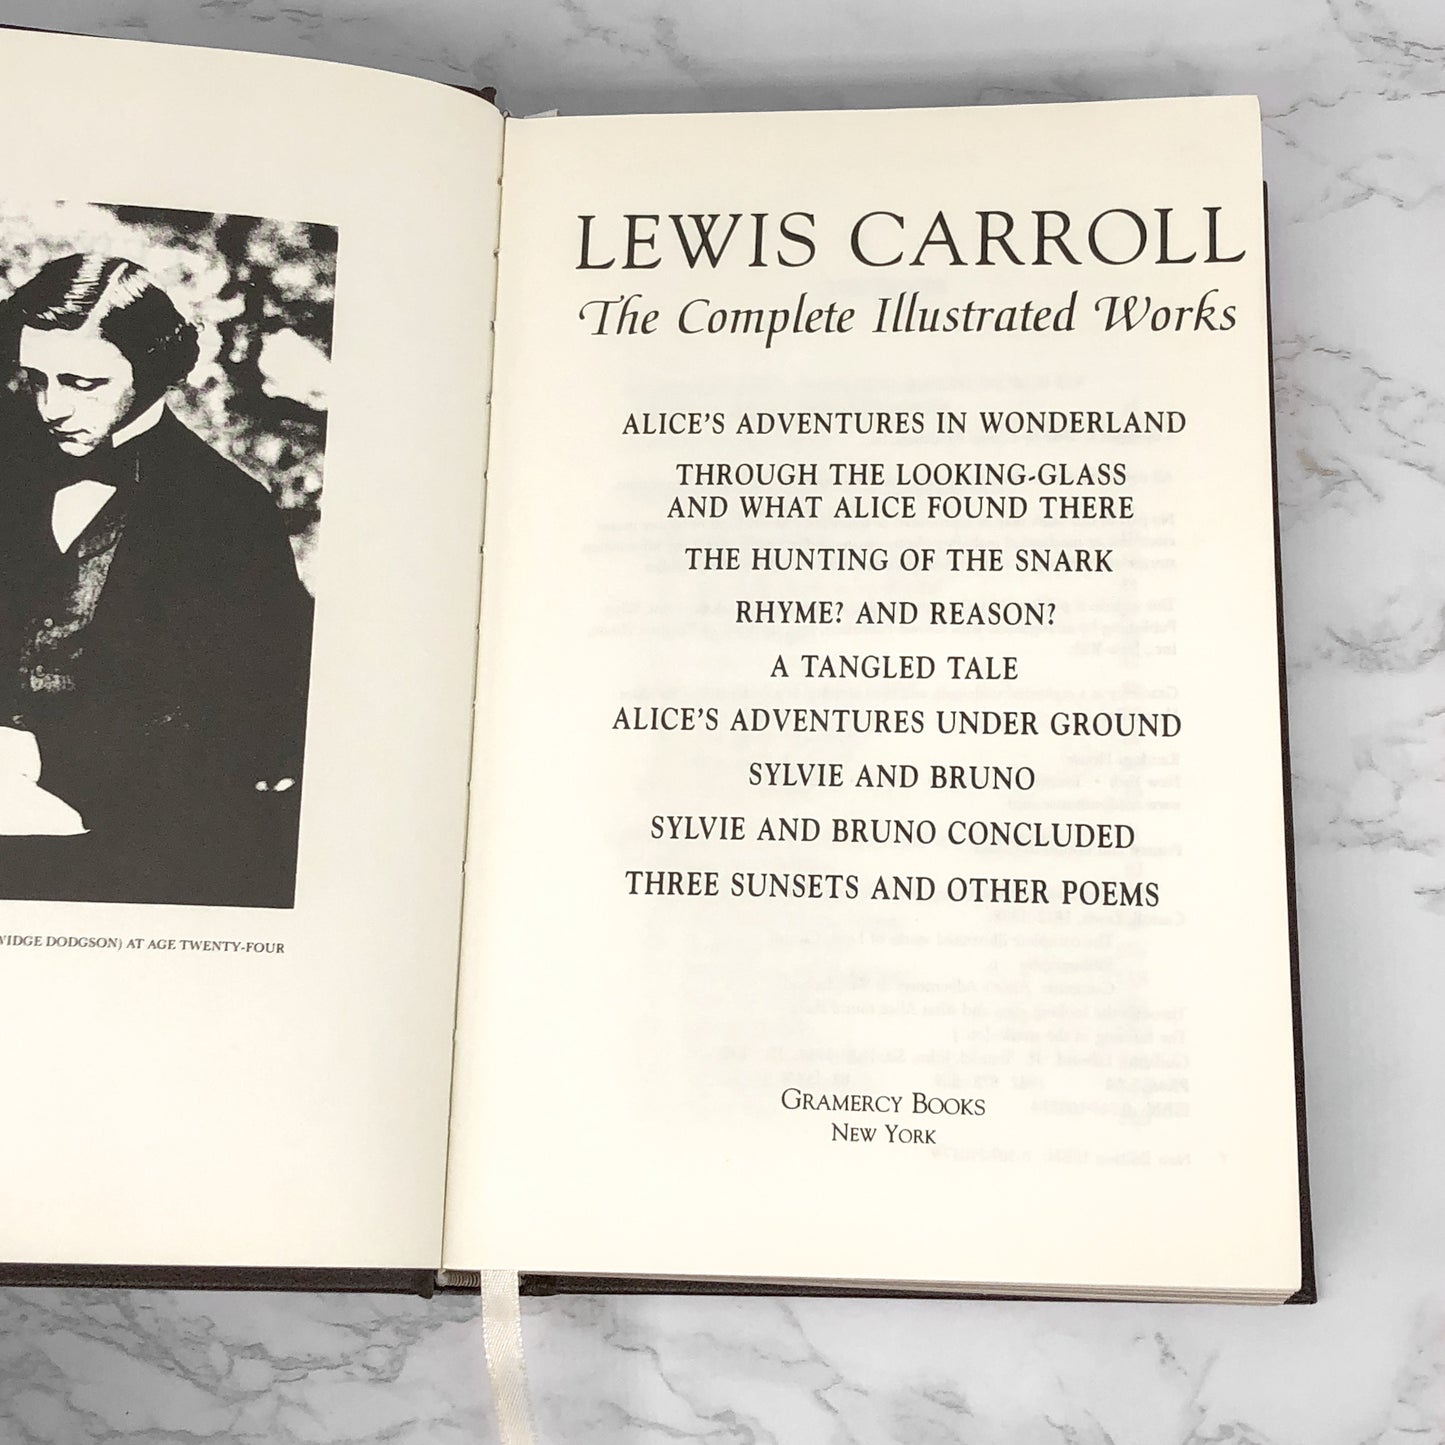 WIDGE DODGSON) AT AGE TWENTY-FOUR
LEWIS CARROLL
The Complete Illustrated Works
ALICE'S ADVENTURES IN WONDERLAND
THROUGH THE LOOKING-GLASS
AND WHAT ALICE FOUND THERE
THE HUNTING OF THE SNARK
RHYME? AND REASON?
A TANGLED TALE
ALICE'S ADVENTURES UNDER GROUND
SYLVIE AND BRUNO
SYLVIE AND BRUNO CONCLUDED
THREE SUNSETS AND OTHER POEMS
GRAMERCY BOOKS
NEW YORK